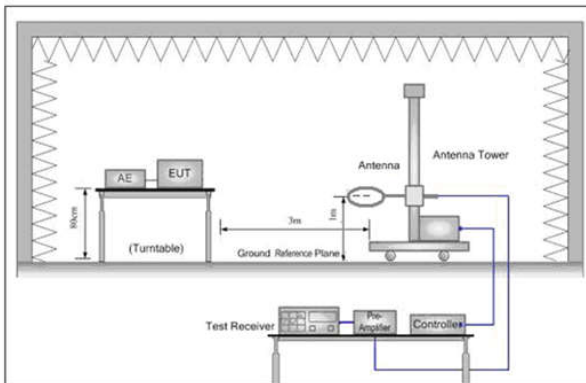 Antenna
Antenna Tower
AE
EUT
80cm
(Turntable)
3m
1m
Ground Reference Plane
Test Receiver
Pre-
Amplifier
Controller